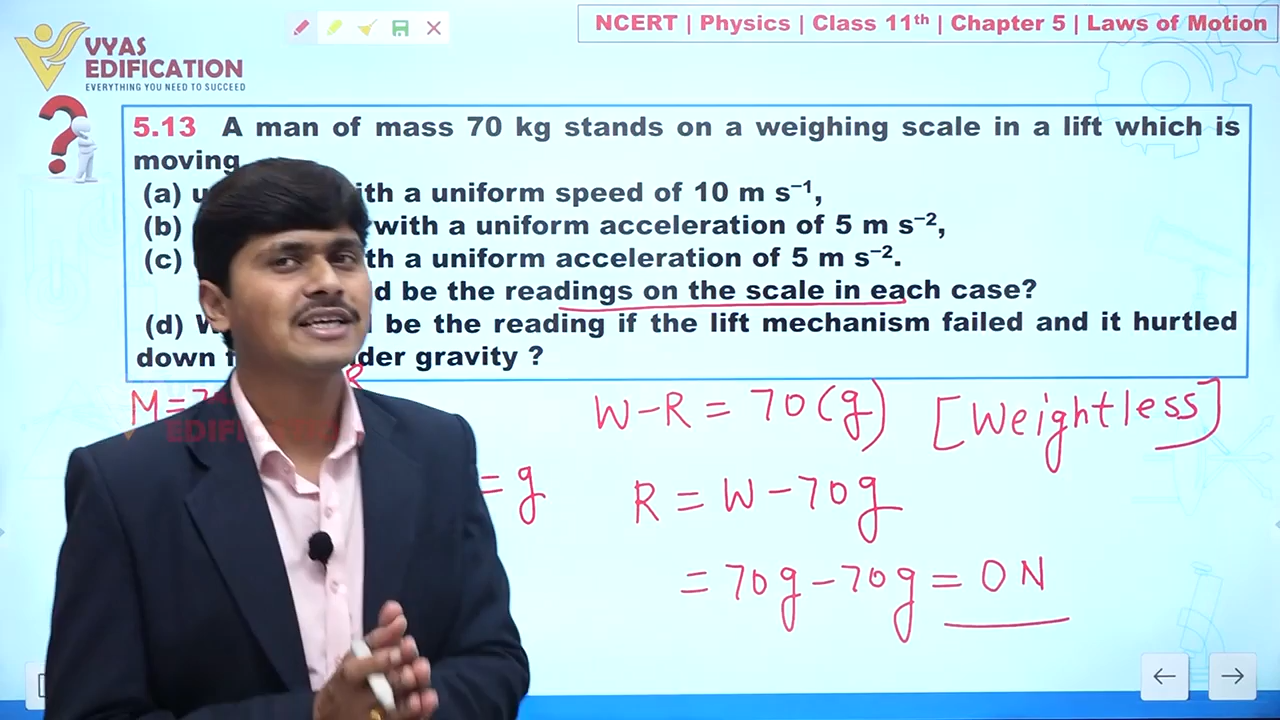 NCERT | Physics | Class 11th | Chapter 5 | Laws of Motion
VYAS
EDIFICATION
EVERYTHING YOU NEED TO SUCCEED
5.13 A man of mass 70 kg stands on a weighing scale in a lift which is
moving
(a) with a uniform speed of 10 m s⁻¹,
(b) with a uniform acceleration of 5 m s⁻²,
(c) with a uniform acceleration of 5 m s⁻².
be the readings on the scale in each case?
(d) be the reading if the lift mechanism failed and it hurtled
down gravity ?
M = R
W - R = 70 (g) [Weightless]
= g
R = W - 70g
= 70g - 70g = 0 N